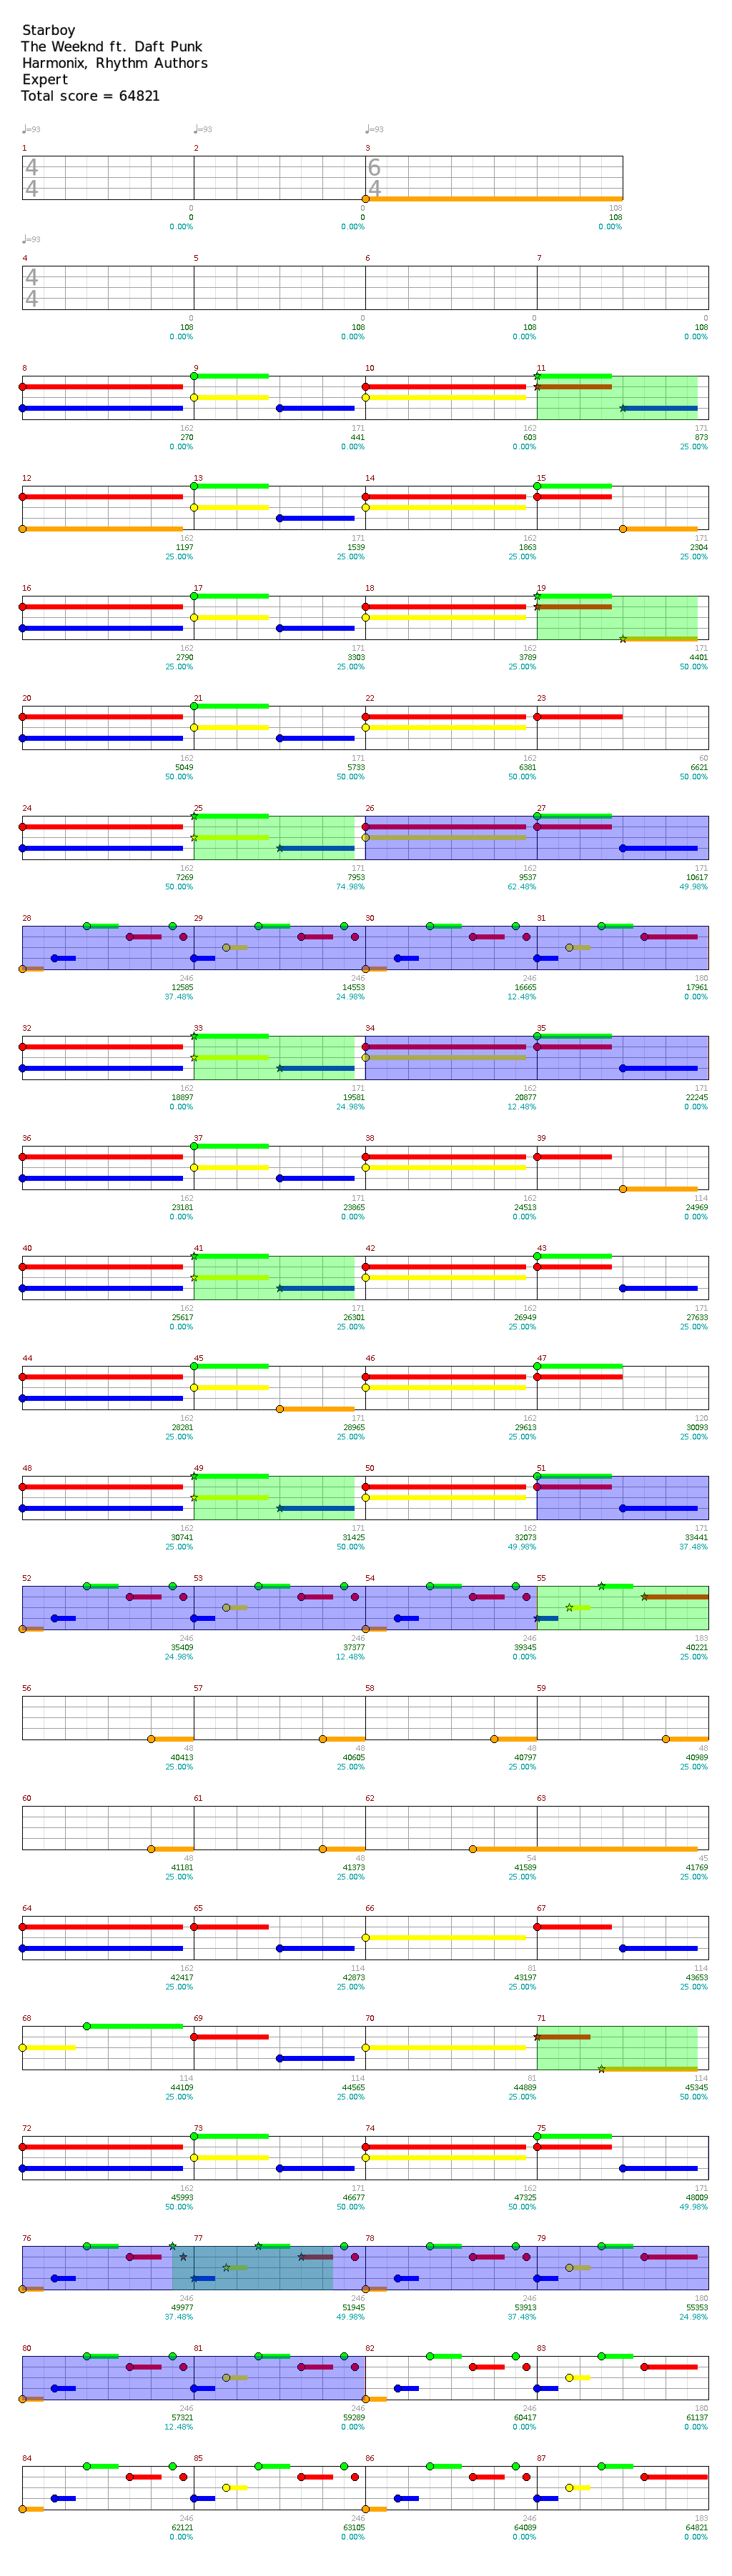 Starboy
The Weeknd ft. Daft Punk
Harmonix, Rhythm Authors
Expert
Total score = 64821
♩=93 ♩=93 ♩=93
1 2 3
4 4 6 4
0 0 108
0 0 108
0.00% 0.00% 0.00%
♩=93
4 5 6 7
4 4
0 0 0 0
108 108 108 108
0.00% 0.00% 0.00% 0.00%
8 9 10 11
162 171 162 171
270 441 603 873
0.00% 0.00% 0.00% 25.00%
12 13 14 15
162 171 162 171
1197 1539 1863 2304
25.00% 25.00% 25.00% 25.00%
16 17 18 19
162 171 162 171
2790 3303 3789 4401
25.00% 25.00% 25.00% 50.00%
20 21 22 23
162 171 162 60
5049 5733 6381 6621
50.00% 50.00% 50.00% 50.00%
24 25 26 27
162 171 162 171
7269 7953 9537 10617
50.00% 74.98% 62.48% 49.98%
28 29 30 31
246 246 246 180
12585 14553 16665 17961
37.48% 24.98% 12.48% 0.00%
32 33 34 35
162 171 162 171
18897 19581 20877 22245
0.00% 24.98% 12.48% 0.00%
36 37 38 39
162 171 162 114
23181 23865 24513 24969
0.00% 0.00% 0.00% 0.00%
40 41 42 43
162 171 162 171
25617 26301 26949 27633
0.00% 25.00% 25.00% 25.00%
44 45 46 47
162 171 162 120
28281 28965 29613 30093
25.00% 25.00% 25.00% 25.00%
48 49 50 51
162 171 162 171
30741 31425 32073 33441
25.00% 50.00% 49.98% 37.48%
52 53 54 55
246 246 246 183
35409 37377 39345 40221
24.98% 12.48% 0.00% 25.00%
56 57 58 59
48 48 48 48
40413 40605 40797 40989
25.00% 25.00% 25.00% 25.00%
60 61 62 63
48 48 54 45
41181 41373 41589 41769
25.00% 25.00% 25.00% 25.00%
64 65 66 67
162 114 81 114
42417 42873 43197 43653
25.00% 25.00% 25.00% 25.00%
68 69 70 71
114 114 81 114
44109 44565 44889 45345
25.00% 25.00% 25.00% 50.00%
72 73 74 75
162 171 162 171
45993 46677 47325 48009
50.00% 50.00% 50.00% 49.98%
76 77 78 79
246 246 246 180
49977 51945 53913 55353
37.48% 49.98% 37.48% 24.98%
80 81 82 83
246 246 246 180
57321 59289 60417 61137
12.48% 0.00% 0.00% 0.00%
84 85 86 87
246 246 246 183
62121 63105 64089 64821
0.00% 0.00% 0.00% 0.00%